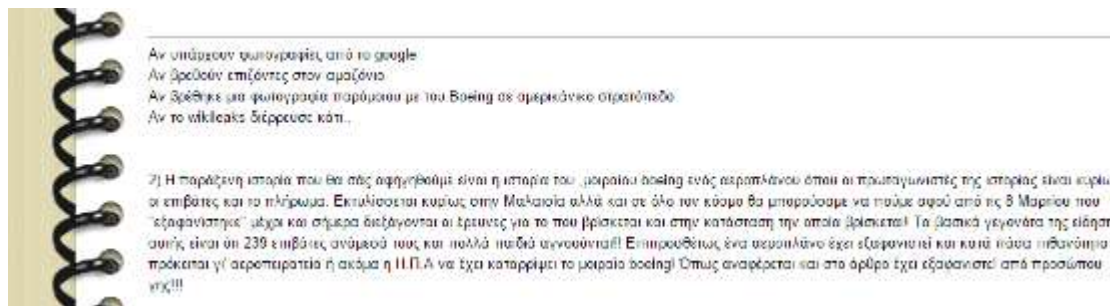 Αν υπάρχουν φωτογραφίες από το google
Αν βρεθούν επιζόντες στον αμαζόνιο
Αν βρέθηκε μια φωτογραφία παρόμοιου με του Boeing σε αμερικάνικο στρατόπεδο
Αν το wikileaks διέρρευσε κάτι..
2) Η παράξενη ιστορία που θα σάς αφηγηθούμε είναι η ιστορία του ,μοιραίου boeing ενός αεροπλάνου όπου οι πρωταγωνιστές της ιστορίας είναι κυρίως
οι επιβάτες και το πλήρωμα. Εκτυλίσσεται κυρίως στην Μαλαισία αλλά και σε όλο τον κόσμο θα μπορούσαμε να πούμε αφού από τις 8 Μαρτίου που
"εξαφανίστηκε" μέχρι και σήμερα διεξάγονται οι έρευνες για το που βρίσκεται και στην κατάσταση την οποία βρίσκεται! Τα βασικά γεγονότα της
αυτής είναι ότι 239 επιβάτες ανάμεσά τους και πολλά παιδιά αγνοούνται!! Επιπροσθέτως ένα αεροπλάνο έχει εξαφανιστεί και κατά πάσα πιθανότητα
πρόκειται γι' αεροπειρατεία ή ακόμα η Η.Π.Α να έχει καταρρίψει το μοιραίο boeing! Όπως αναφέρεται και στο άρθρο έχει εξαφανιστεί από προσώπου
γης!!!